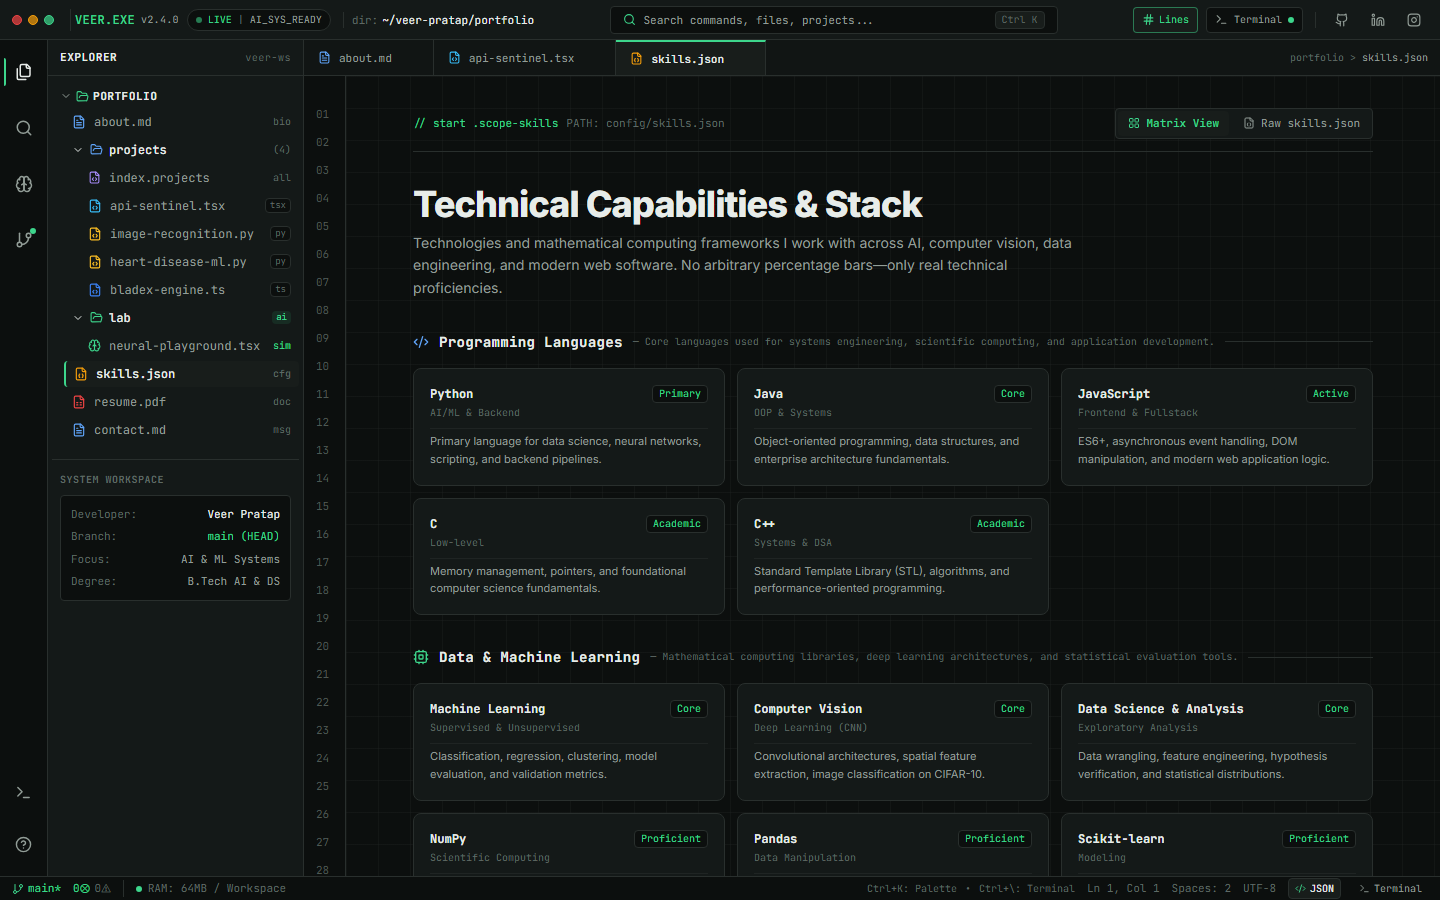 VEER.EXE v2.4.0 LIVE | AI_SYS_READY dir: ~/veer-pratap/portfolio
Search commands, files, projects... Ctrl K
# Lines
>_ Terminal
EXPLORER veer-ws
about.md
api-sentinel.tsx
skills.json
portfolio > skills.json
PORTFOLIO
about.md bio
projects (4)
index.projects all
api-sentinel.tsx tsx
image-recognition.py py
heart-disease-ml.py py
bladex-engine.ts ts
lab ai
neural-playground.tsx sim
skills.json cfg
resume.pdf doc
contact.md msg
SYSTEM WORKSPACE
Developer: Veer Pratap
Branch: main (HEAD)
Focus: AI & ML Systems
Degree: B.Tech AI & DS
01
02
03
04
05
06
07
08
09
10
11
12
13
14
15
16
17
18
19
20
21
22
23
24
25
26
27
28
// start .scope-skills PATH: config/skills.json
Matrix View
Raw skills.json
Technical Capabilities & Stack
Technologies and mathematical computing frameworks I work with across AI, computer vision, data
engineering, and modern web software. No arbitrary percentage bars—only real technical
proficiencies.
</> Programming Languages — Core languages used for systems engineering, scientific computing, and application development.
Python Primary
AI/ML & Backend
Primary language for data science, neural networks,
scripting, and backend pipelines.
Java Core
OOP & Systems
Object-oriented programming, data structures, and
enterprise architecture fundamentals.
JavaScript Active
Frontend & Fullstack
ES6+, asynchronous event handling, DOM
manipulation, and modern web application logic.
C Academic
Low-level
Memory management, pointers, and foundational
computer science fundamentals.
C++ Academic
Systems & DSA
Standard Template Library (STL), algorithms, and
performance-oriented programming.
Data & Machine Learning — Mathematical computing libraries, deep learning architectures, and statistical evaluation tools.
Machine Learning Core
Supervised & Unsupervised
Classification, regression, clustering, model
evaluation, and validation metrics.
Computer Vision Core
Deep Learning (CNN)
Convolutional architectures, spatial feature
extraction, image classification on CIFAR-10.
Data Science & Analysis Core
Exploratory Analysis
Data wrangling, feature engineering, hypothesis
verification, and statistical distributions.
NumPy Proficient
Scientific Computing
Pandas Proficient
Data Manipulation
Scikit-learn Proficient
Modeling
main* 0 0 RAM: 64MB / Workspace
Ctrl+K: Palette • Ctrl+\: Terminal Ln 1, Col 1 Spaces: 2 UTF-8 </> JSON >_ Terminal